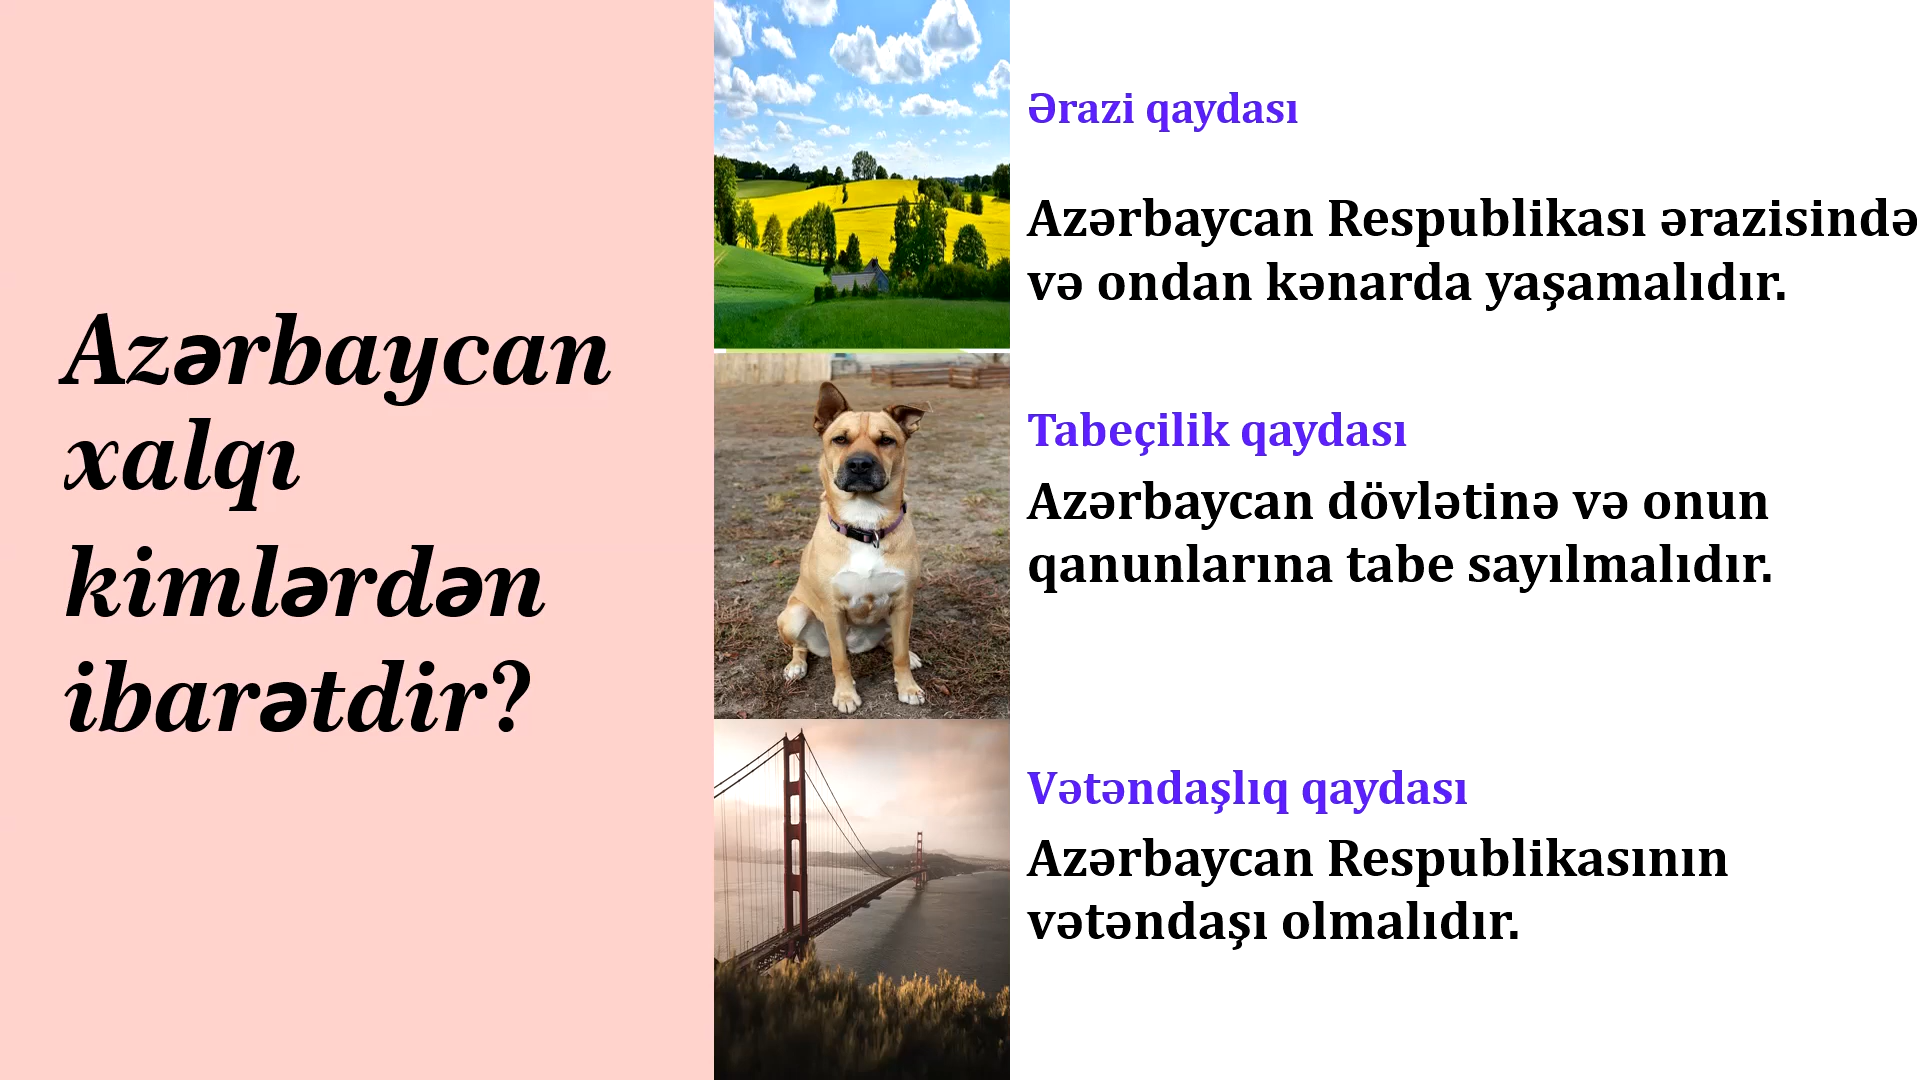 Azərbaycan
xalqı
kimlərdən
ibarətdir?
Ərazi qaydası
Azərbaycan Respublikası ərazisində
və ondan kənarda yaşamalıdır.
Tabeçilik qaydası
Azərbaycan dövlətinə və onun
qanunlarına tabe sayılmalıdır.
Vətəndaşlıq qaydası
Azərbaycan Respublikasının
vətəndaşı olmalıdır.